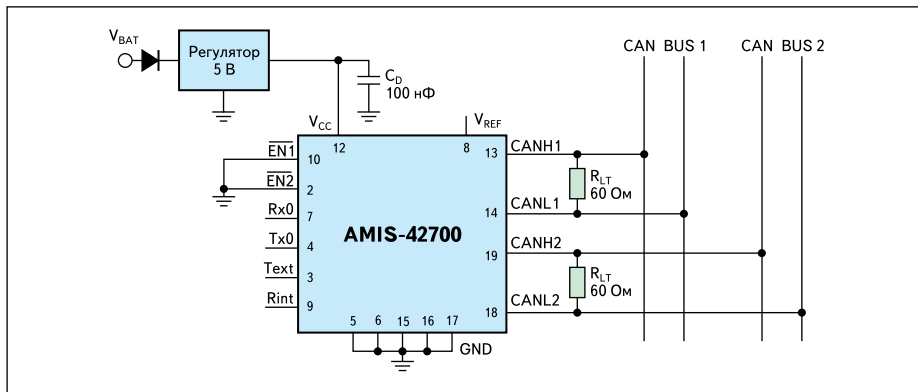 V_BAT
Регулятор
5 В
C_D
100 нФ
CAN BUS 1
CAN BUS 2
V_CC
V_REF
12
8
EN1
10
EN2
2
Rx0
7
Tx0
4
Text
3
Rint
9
AMIS-42700
13
CANH1
R_LT
60 Ом
14
CANL1
19
CANH2
R_LT
60 Ом
18
CANL2
5
6
15
16
17
GND